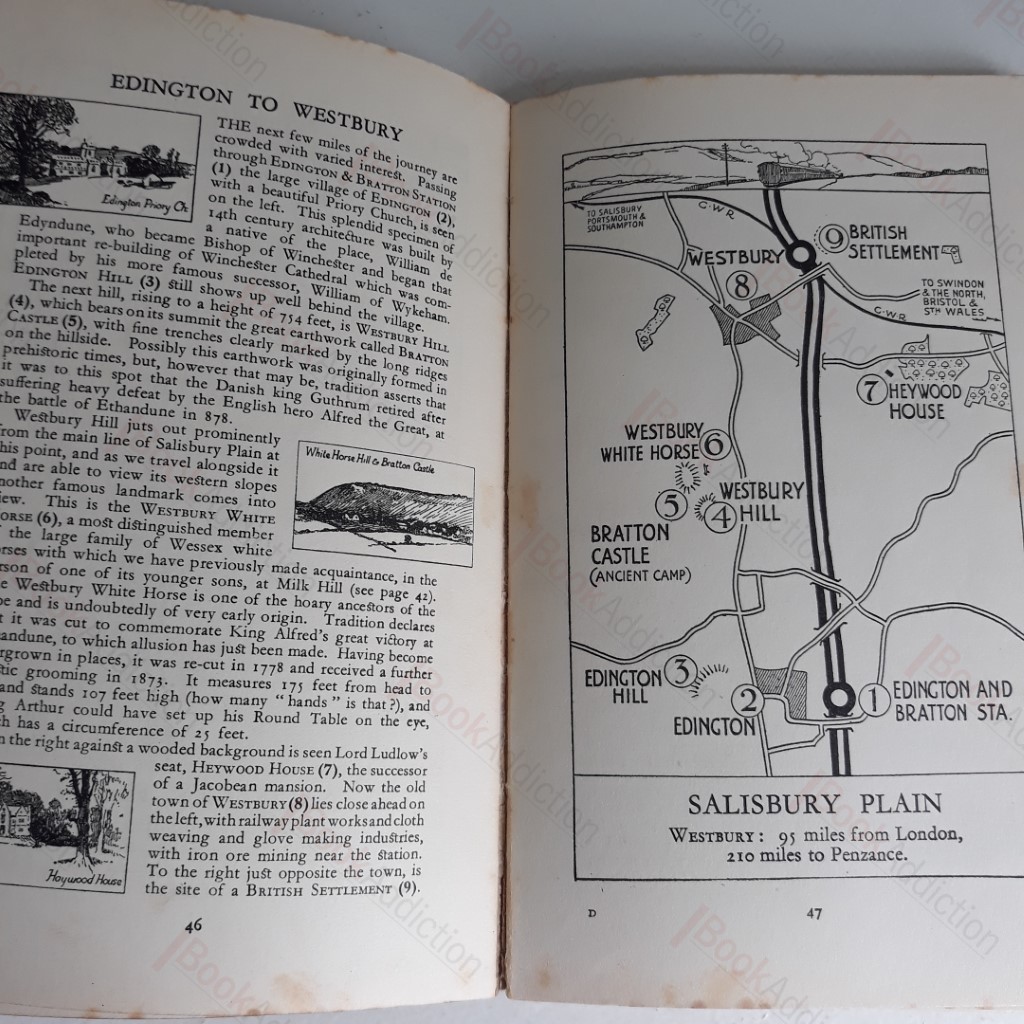 EDINGTON TO WESTBURY
THE next few miles of the journey are
crowded with varied interest. Passing
through EDINGTON & BRATTON STATION
(1) the large village of EDINGTON (2),
with a beautiful Priory Church, is seen
on the left. This splendid specimen of
14th century architecture was built by
a native of the place, William de
Edyndune, who became Bishop of Winchester and began that
important re-building of Winchester Cathedral which was com-
pleted by his more famous successor, William of Wykeham.
EDINGTON HILL (3) still shows up well behind the village.
The next hill, rising to a height of 754 feet, is WESTBURY HILL
(4), which bears on its summit the great earthwork called BRATTON
CASTLE (5), with fine trenches clearly marked by the long ridges
on the hillside. Possibly this earthwork was originally formed in
prehistoric times, but, however that may be, tradition asserts that
it was to this spot that the Danish king Guthrum retired after
suffering heavy defeat by the English hero Alfred the Great, at
the battle of Ethandune in 878.
Westbury Hill juts out prominently
from the main line of Salisbury Plain at
his point, and as we travel alongside it
nd are able to view its western slopes
nother famous landmark comes into
iew. This is the WESTBURY WHITE
ORSE (6), a most distinguished member
f the large family of Wessex white
orses with which we have previously made acquaintance, in the
rson of one of its younger sons, at Milk Hill (see page 42).
e Westbury White Horse is one of the hoary ancestors of the
be and is undoubtedly of very early origin. Tradition declares
t it was cut to commemorate King Alfred's great victory at
andune, to which allusion has just been made. Having become
rgrown in places, it was re-cut in 1778 and received a further
tic grooming in 1873. It measures 175 feet from head to
and stands 107 feet high (how many "hands" is that?), and
g Arthur could have set up his Round Table on the eye,
ch has a circumference of 25 feet.
n the right against a wooded background is seen Lord Ludlow's
seat, HEYWOOD HOUSE (7), the successor
of a Jacobean mansion. Now the old
town of WESTBURY (8) lies close ahead on
the left, with railway plant works and cloth
weaving and glove making industries,
with iron ore mining near the station.
To the right just opposite the town, is
the site of a BRITISH SETTLEMENT (9).
Edington Priory Ch
White Horse Hill & Bratton Castle
Heywood House
46
TO SALISBURY
PORTSMOUTH &
SOUTHAMPTON
G.W.R.
WESTBURY
9 BRITISH
SETTLEMENT
8
TO SWINDON
& THE NORTH,
BRISTOL &
STH WALES
G.W.R.
7 HEYWOOD
HOUSE
WESTBURY
WHITE HORSE
6
5
4
WESTBURY
HILL
BRATTON
CASTLE
(ANCIENT CAMP)
EDINGTON
HILL
3
2
EDINGTON
1
EDINGTON AND
BRATTON STA.
SALISBURY PLAIN
WESTBURY: 95 miles from London,
210 miles to Penzance.
D
47
BookAddiction